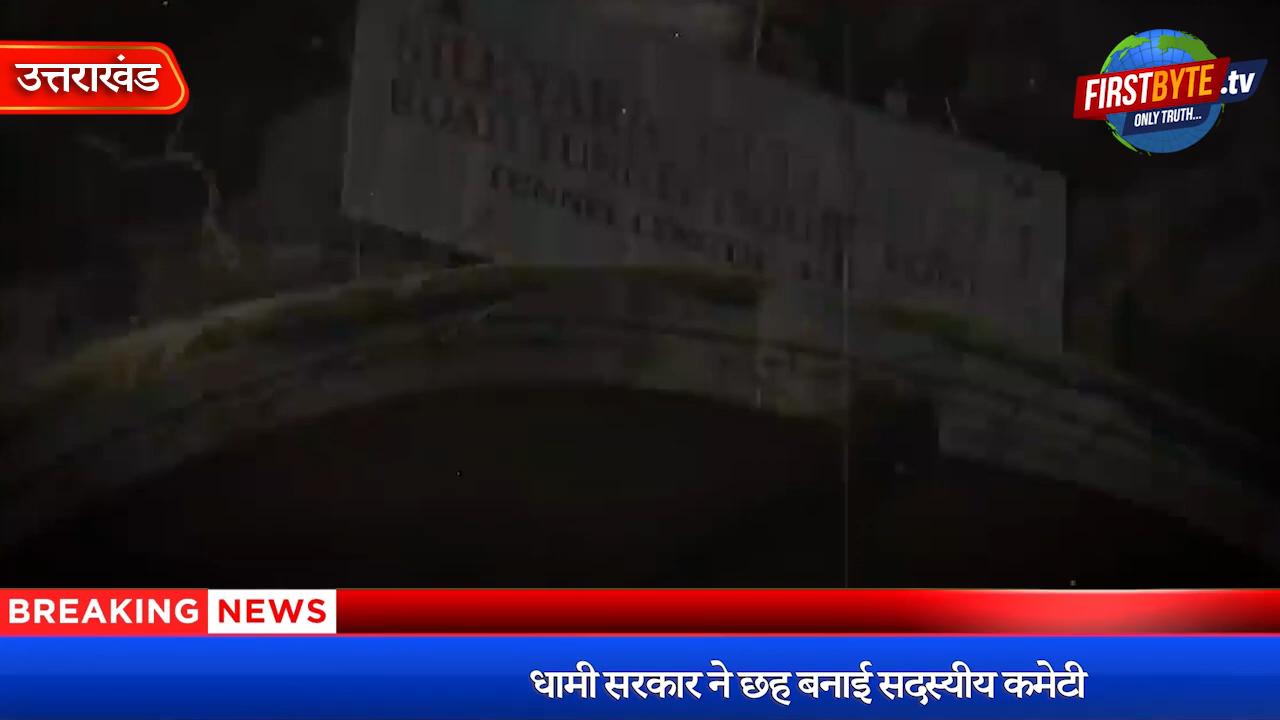 उत्तराखंड
FIRSTBYTE.tv
ONLY TRUTH...
BREAKING NEWS
धामी सरकार ने छह बनाई सदस्यीय कमेटी